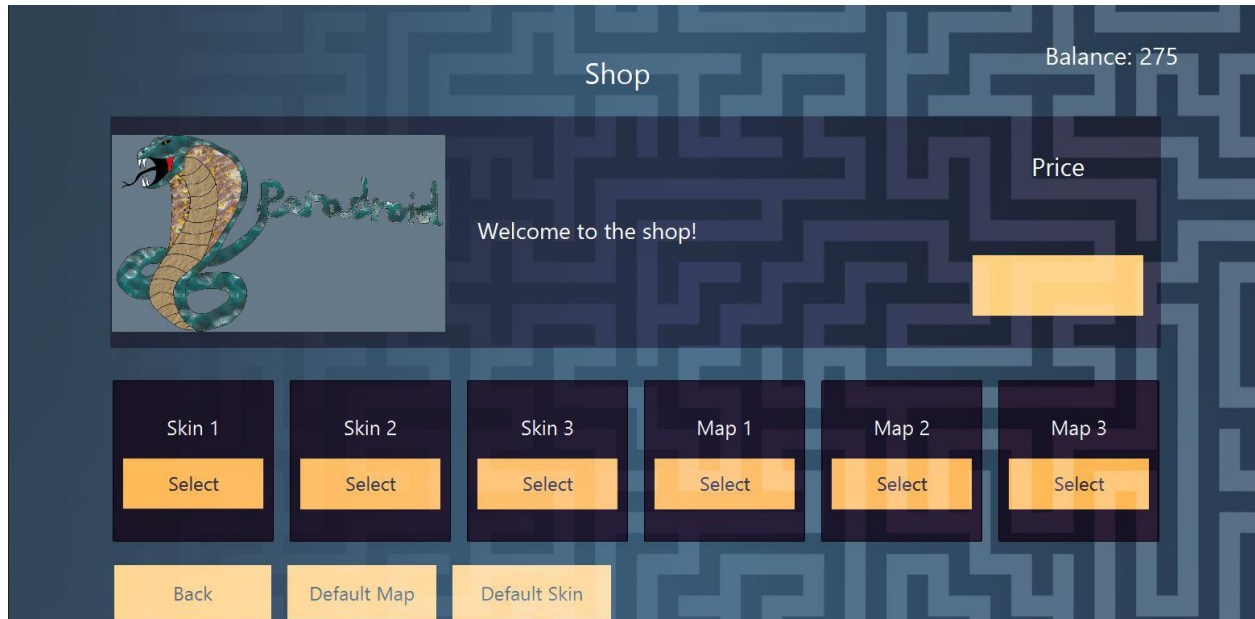 Balance: 275
Shop
Paradroid
Price
Welcome to the shop!
Skin 1
Skin 2
Skin 3
Map 1
Map 2
Map 3
Select
Select
Select
Select
Select
Select
Back
Default Map
Default Skin